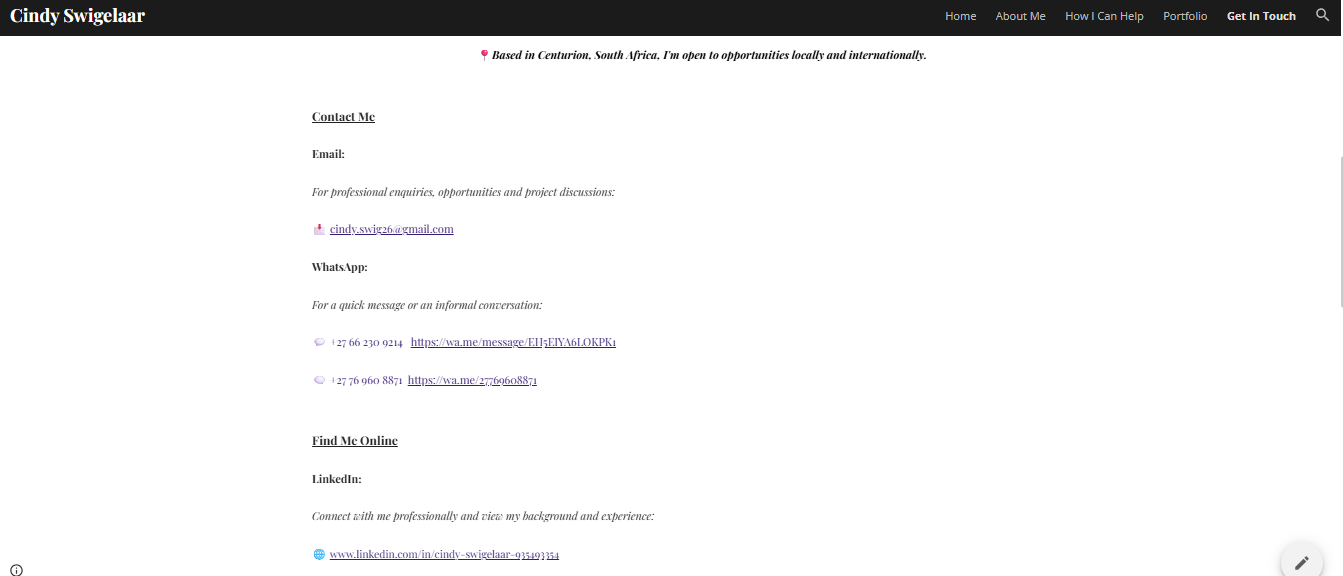 Cindy Swigelaar
Home About Me How I Can Help Portfolio Get In Touch
Based in Centurion, South Africa, I'm open to opportunities locally and internationally.
Contact Me
Email:
For professional enquiries, opportunities and project discussions:
cindy.swig26@gmail.com
WhatsApp:
For a quick message or an informal conversation:
+27 66 230 9214 https://wa.me/message/EH5EIYA6LOKPK1
+27 76 960 8871 https://wa.me/27769608871
Find Me Online
LinkedIn:
Connect with me professionally and view my background and experience:
www.linkedin.com/in/cindy-swigelaar-935493354